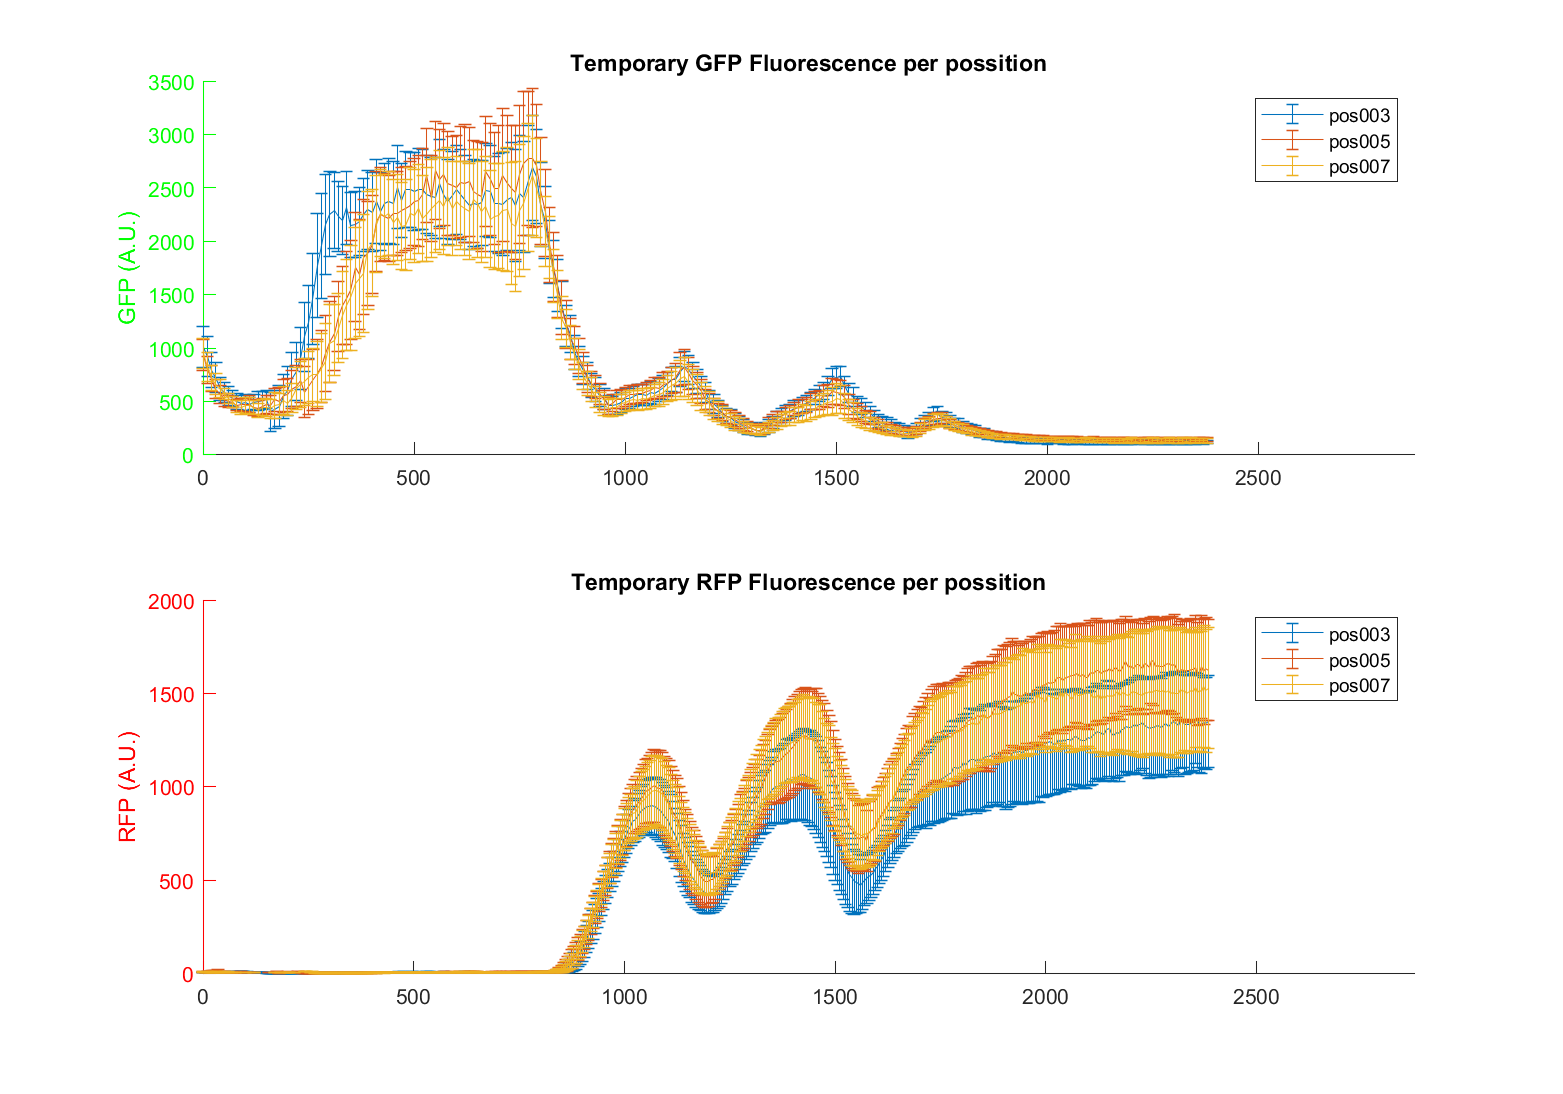 Temporary GFP Fluorescence per possition
3500
3000
2500
2000
1500
1000
500
0
GFP (A.U.)
0 500 1000 1500 2000 2500
pos003
pos005
pos007
Temporary RFP Fluorescence per possition
2000
1500
1000
500
0
RFP (A.U.)
0 500 1000 1500 2000 2500
pos003
pos005
pos007